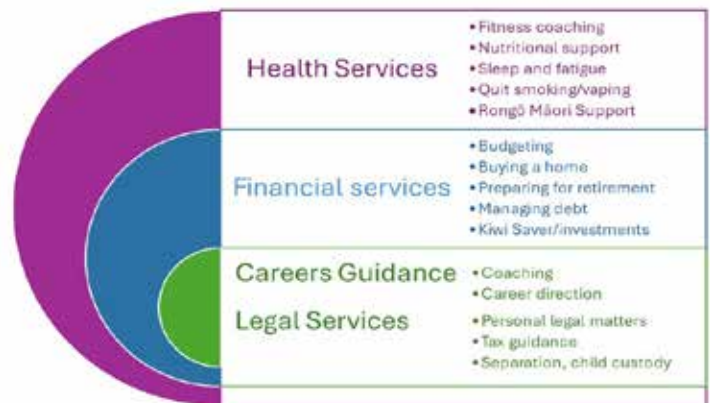 Health Services
• Fitness coaching
• Nutritional support
• Sleep and fatigue
• Quit smoking/vaping
• Rongō Māori Support
Financial services
• Budgeting
• Buying a home
• Preparing for retirement
• Managing debt
• Kiwi Saver/investments
Careers Guidance
• Coaching
• Career direction
Legal Services
• Personal legal matters
• Tax guidance
• Separation, child custody